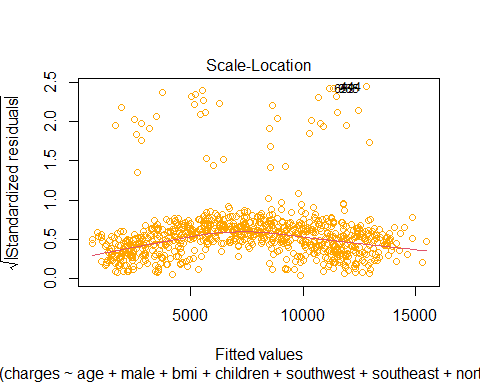 Scale-Location
√|Standardized residuals|
2.5
2.0
1.5
1.0
0.5
0.0
5000 10000 15000
Fitted values
(charges ~ age + male + bmi + children + southwest + southeast + nort